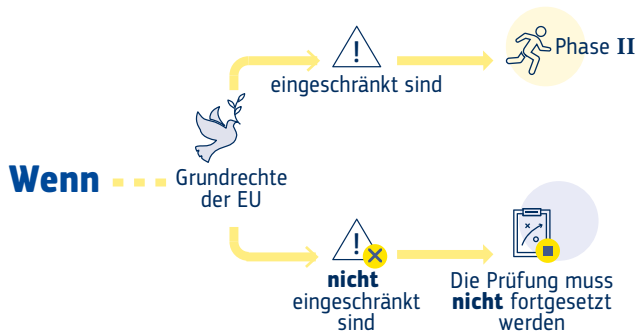 eingeschränkt sind
Phase II
Wenn
Grundrechte
der EU
nicht
eingeschränkt
sind
Die Prüfung muss
nicht fortgesetzt
werden